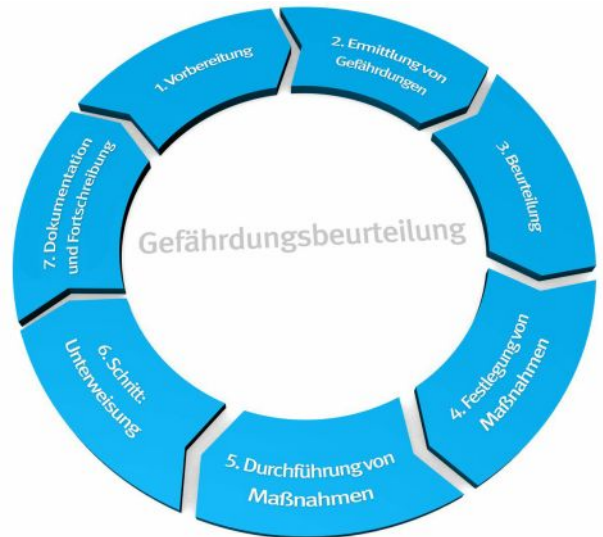 1. Vorbereitung
2. Ermittlung von
Gefährdungen
3. Beurteilung
4. Festlegung von
Maßnahmen
5. Durchführung von
Maßnahmen
6. Schritt:
Unterweisung
7. Dokumentation
und Fortschreibung
Gefährdungsbeurteilung